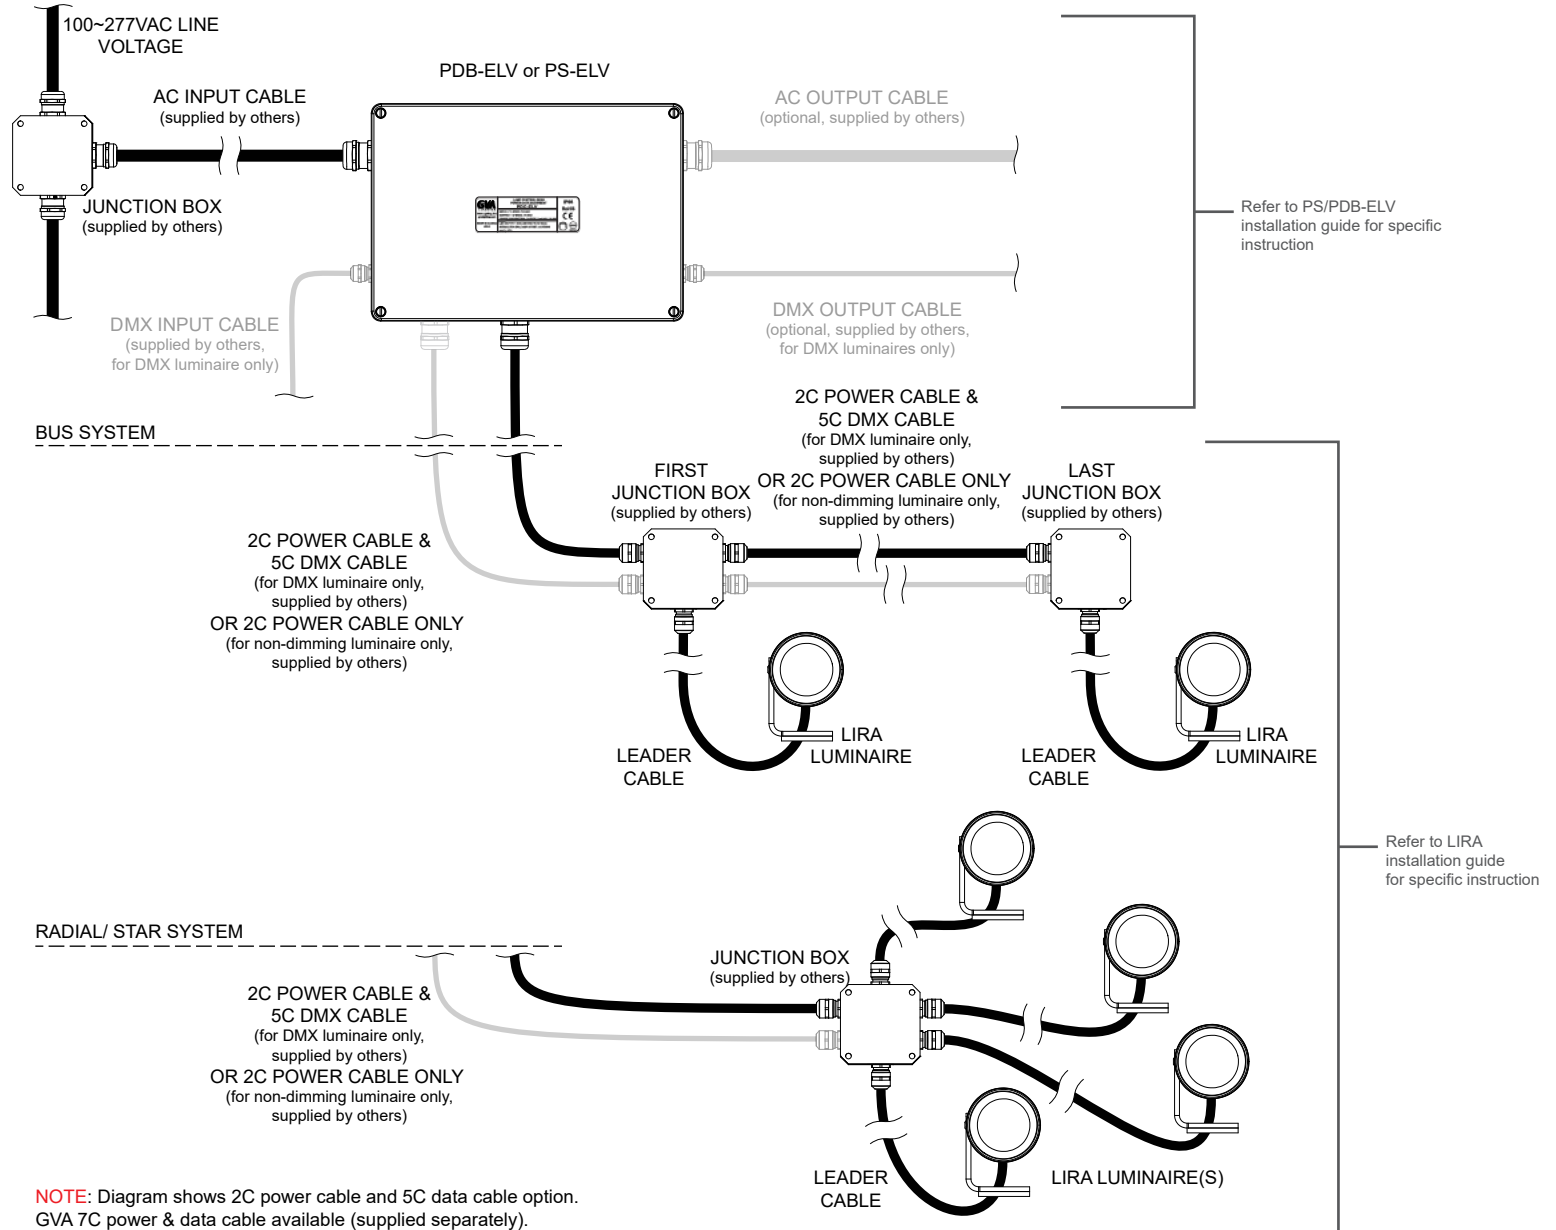 100~277VAC LINE
VOLTAGE
PDB-ELV or PS-ELV
AC INPUT CABLE
(supplied by others)
AC OUTPUT CABLE
(optional, supplied by others)
JUNCTION BOX
(supplied by others)
GVA
Refer to PS/PDB-ELV
installation guide for specific
instruction
DMX INPUT CABLE
(supplied by others,
for DMX luminaire only)
DMX OUTPUT CABLE
(optional, supplied by others,
for DMX luminaires only)
BUS SYSTEM
2C POWER CABLE &
5C DMX CABLE
(for DMX luminaire only,
supplied by others)
OR 2C POWER CABLE ONLY
(for non-dimming luminaire only,
supplied by others)
FIRST
JUNCTION BOX
(supplied by others)
LAST
JUNCTION BOX
(supplied by others)
2C POWER CABLE &
5C DMX CABLE
(for DMX luminaire only,
supplied by others)
OR 2C POWER CABLE ONLY
(for non-dimming luminaire only,
supplied by others)
LEADER
CABLE
LIRA
LUMINAIRE
LEADER
CABLE
LIRA
LUMINAIRE
Refer to LIRA
installation guide
for specific instruction
RADIAL/ STAR SYSTEM
JUNCTION BOX
(supplied by others)
2C POWER CABLE &
5C DMX CABLE
(for DMX luminaire only,
supplied by others)
OR 2C POWER CABLE ONLY
(for non-dimming luminaire only,
supplied by others)
LEADER
CABLE
LIRA LUMINAIRE(S)
NOTE: Diagram shows 2C power cable and 5C data cable option.
GVA 7C power & data cable available (supplied separately).